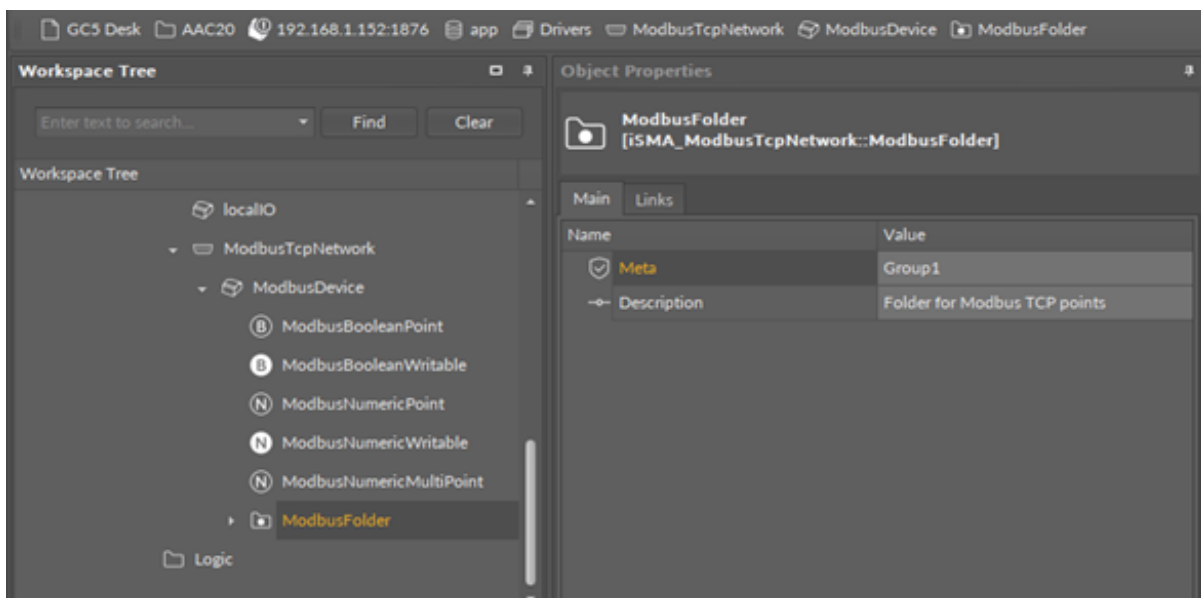 GC5 Desk AAC20 192.168.1.152:1876 app Drivers ModbusTcpNetwork ModbusDevice ModbusFolder
Workspace Tree
Enter text to search... Find Clear
Workspace Tree
localIO
ModbusTcpNetwork
ModbusDevice
B ModbusBooleanPoint
B ModbusBooleanWritable
N ModbusNumericPoint
N ModbusNumericWritable
N ModbusNumericMultiPoint
ModbusFolder
Logic
Object Properties
ModbusFolder
[iSMA_ModbusTcpNetwork::ModbusFolder]
Main Links
Name Value
Meta Group1
Description Folder for Modbus TCP points